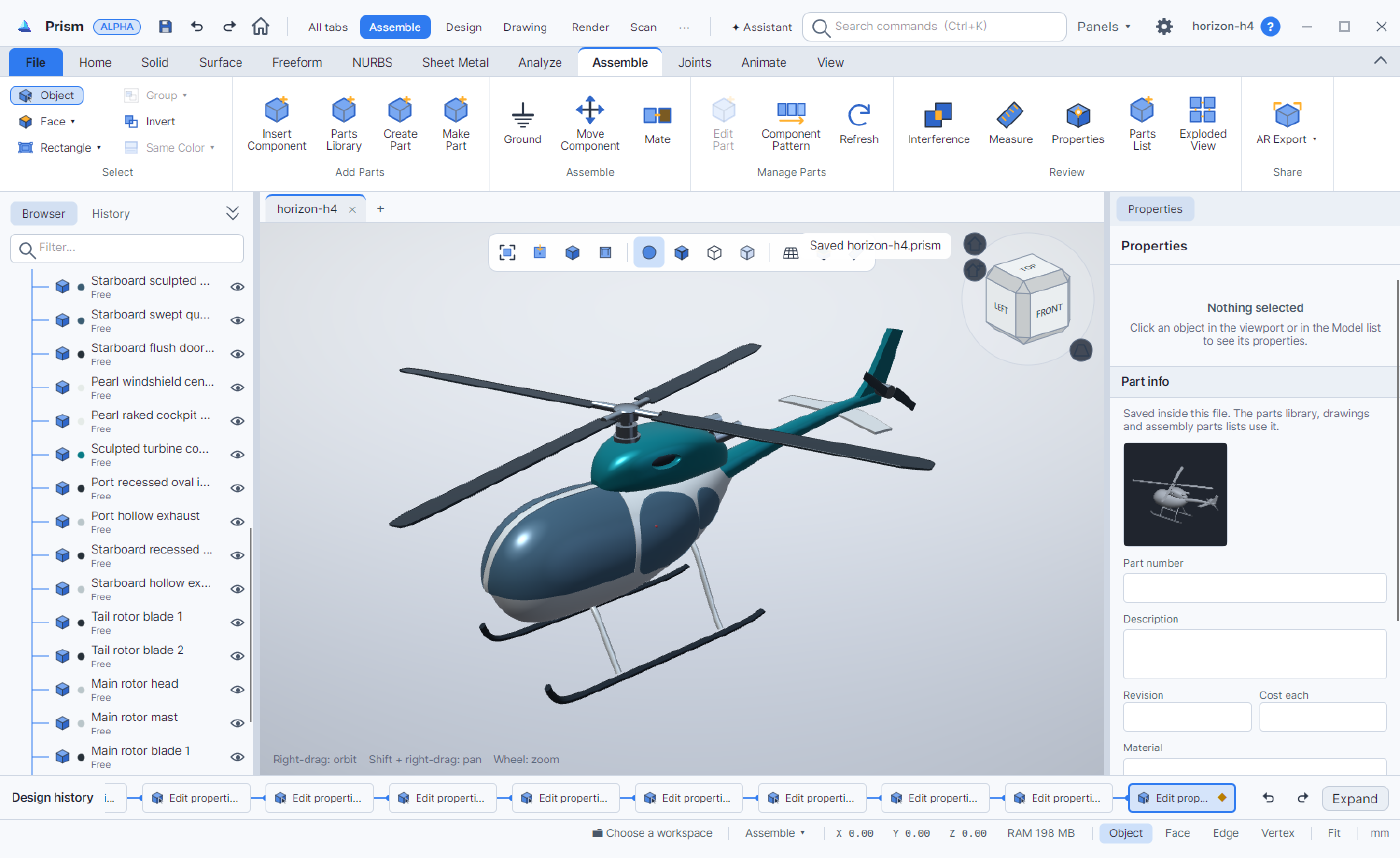 Prism ALPHA All tabs Assemble Design Drawing Render Scan ··· Assistant Search commands (Ctrl+K) Panels horizon-h4 ?
File Home Solid Surface Freeform NURBS Sheet Metal Analyze Assemble Joints Animate View
Object Group
Face Invert
Rectangle Same Color
Select
Insert Component
Parts Library
Create Part
Make Part
Add Parts
Ground
Move Component
Mate
Assemble
Edit Part
Component Pattern
Refresh
Manage Parts
Interference
Measure
Properties
Parts List
Exploded View
Review
AR Export
Share
Browser History
Filter...
Starboard sculpted ...
Free
Starboard swept qu...
Free
Starboard flush door...
Free
Pearl windshield cen...
Free
Pearl raked cockpit ...
Free
Sculpted turbine co...
Free
Port recessed oval i...
Free
Port hollow exhaust
Free
Starboard recessed ...
Free
Starboard hollow ex...
Free
Tail rotor blade 1
Free
Tail rotor blade 2
Free
Main rotor head
Free
Main rotor mast
Free
Main rotor blade 1
Free
horizon-h4 × +
Saved horizon-h4.prism
TOP
LEFT FRONT
Right-drag: orbit Shift + right-drag: pan Wheel: zoom
Properties
Properties
Nothing selected
Click an object in the viewport or in the Model list
to see its properties.
Part info
Saved inside this file. The parts library, drawings
and assembly parts lists use it.
Part number
Description
Revision Cost each
Material
Design history i... Edit properti... Edit properti... Edit properti... Edit properti... Edit properti... Edit properti... Edit properti... Edit properti... Edit prop... Expand
Choose a workspace Assemble X 0.00 Y 0.00 Z 0.00 RAM 198 MB Object Face Edge Vertex Fit mm